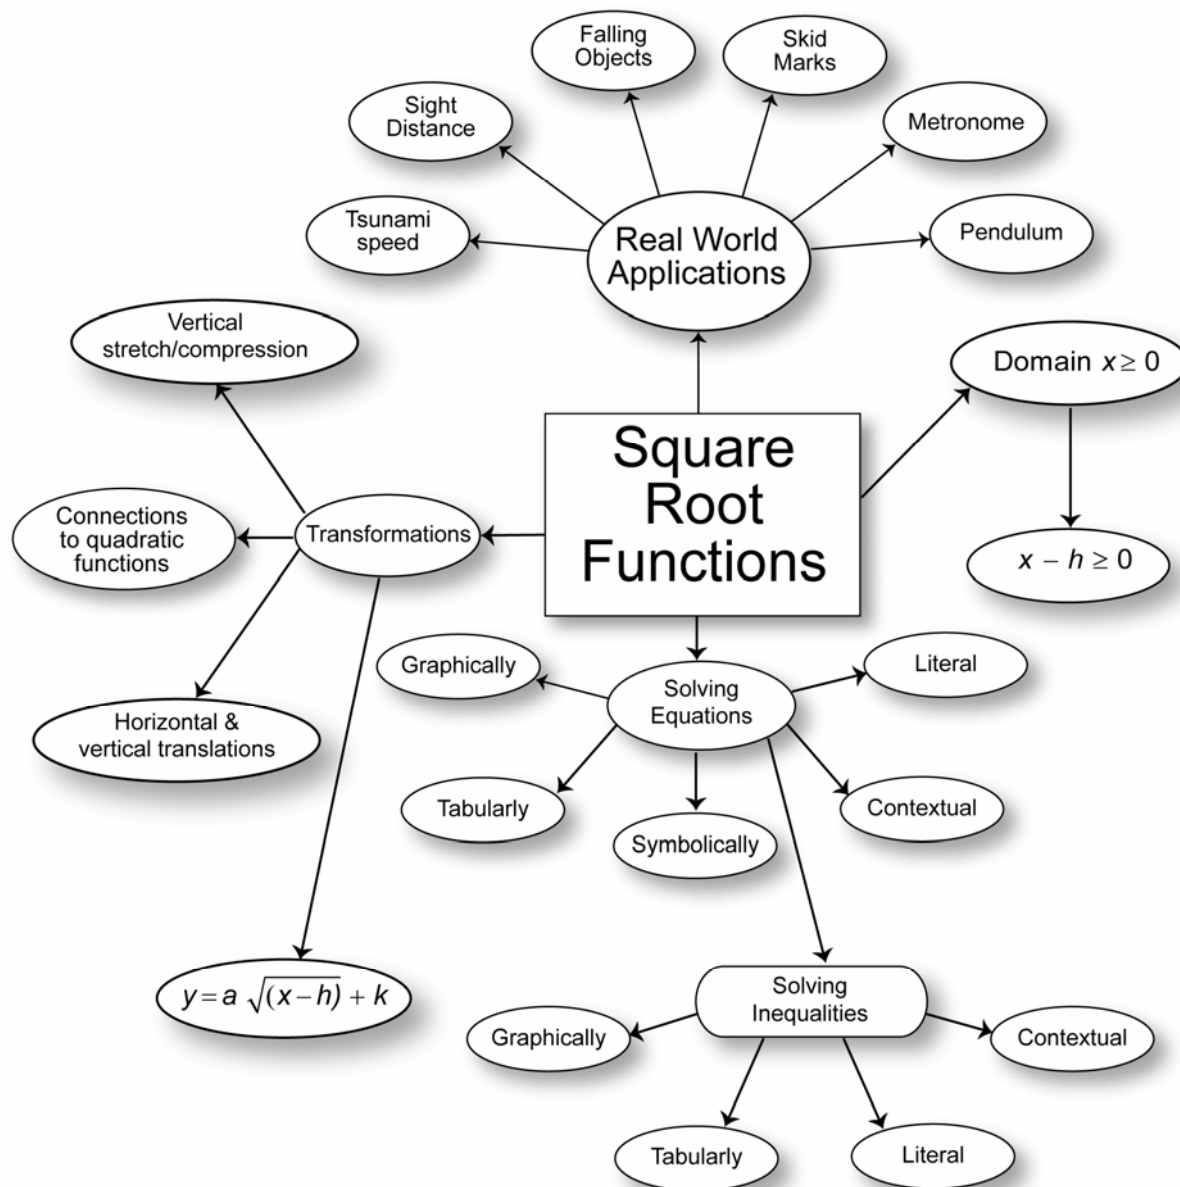 Falling
Objects
Skid
Marks
Sight
Distance
Metronome
Tsunami
speed
Real World
Applications
Pendulum
Vertical
stretch/compression
Domain x ≥ 0
Square
Root
Functions
Connections
to quadratic
functions
Transformations
x − h ≥ 0
Graphically
Solving
Equations
Literal
Horizontal &
vertical translations
Tabularly
Symbolically
Contextual
y = a √(x − h) + k
Solving
Inequalities
Graphically
Contextual
Tabularly
Literal